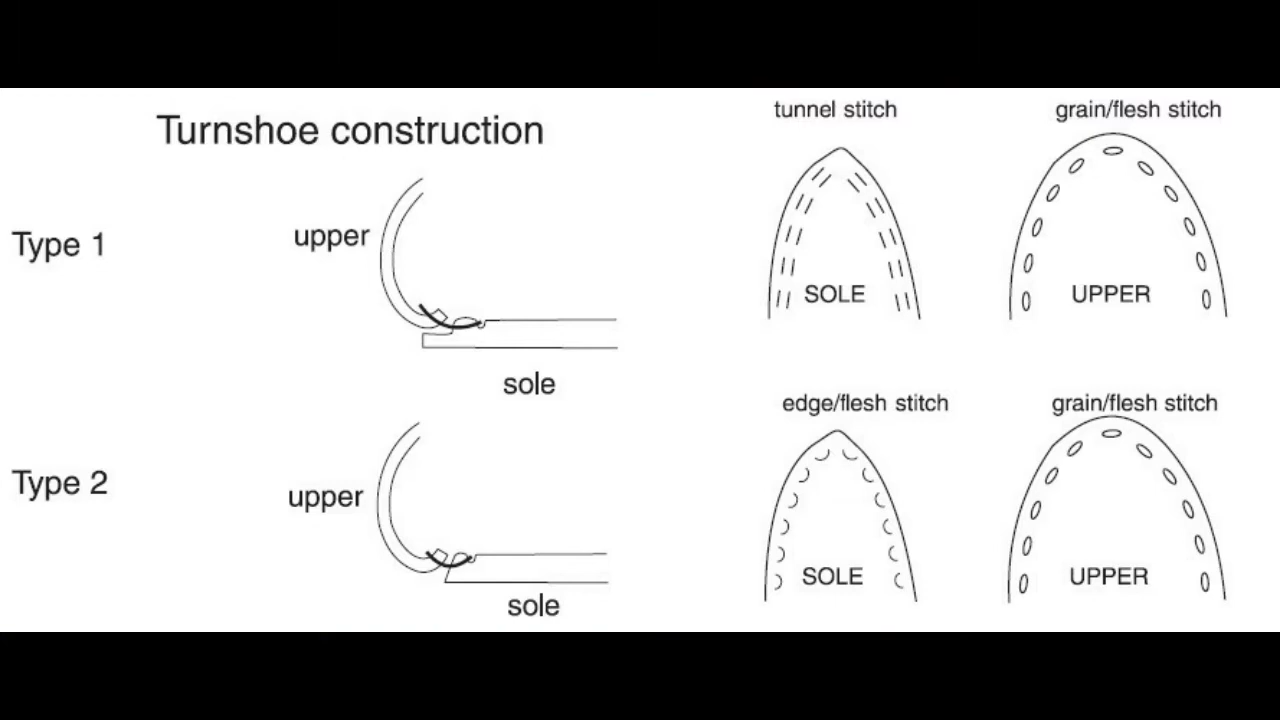 Turnshoe construction
tunnel stitch
grain/flesh stitch
Type 1
upper
SOLE
UPPER
sole
edge/flesh stitch
grain/flesh stitch
Type 2
upper
SOLE
UPPER
sole